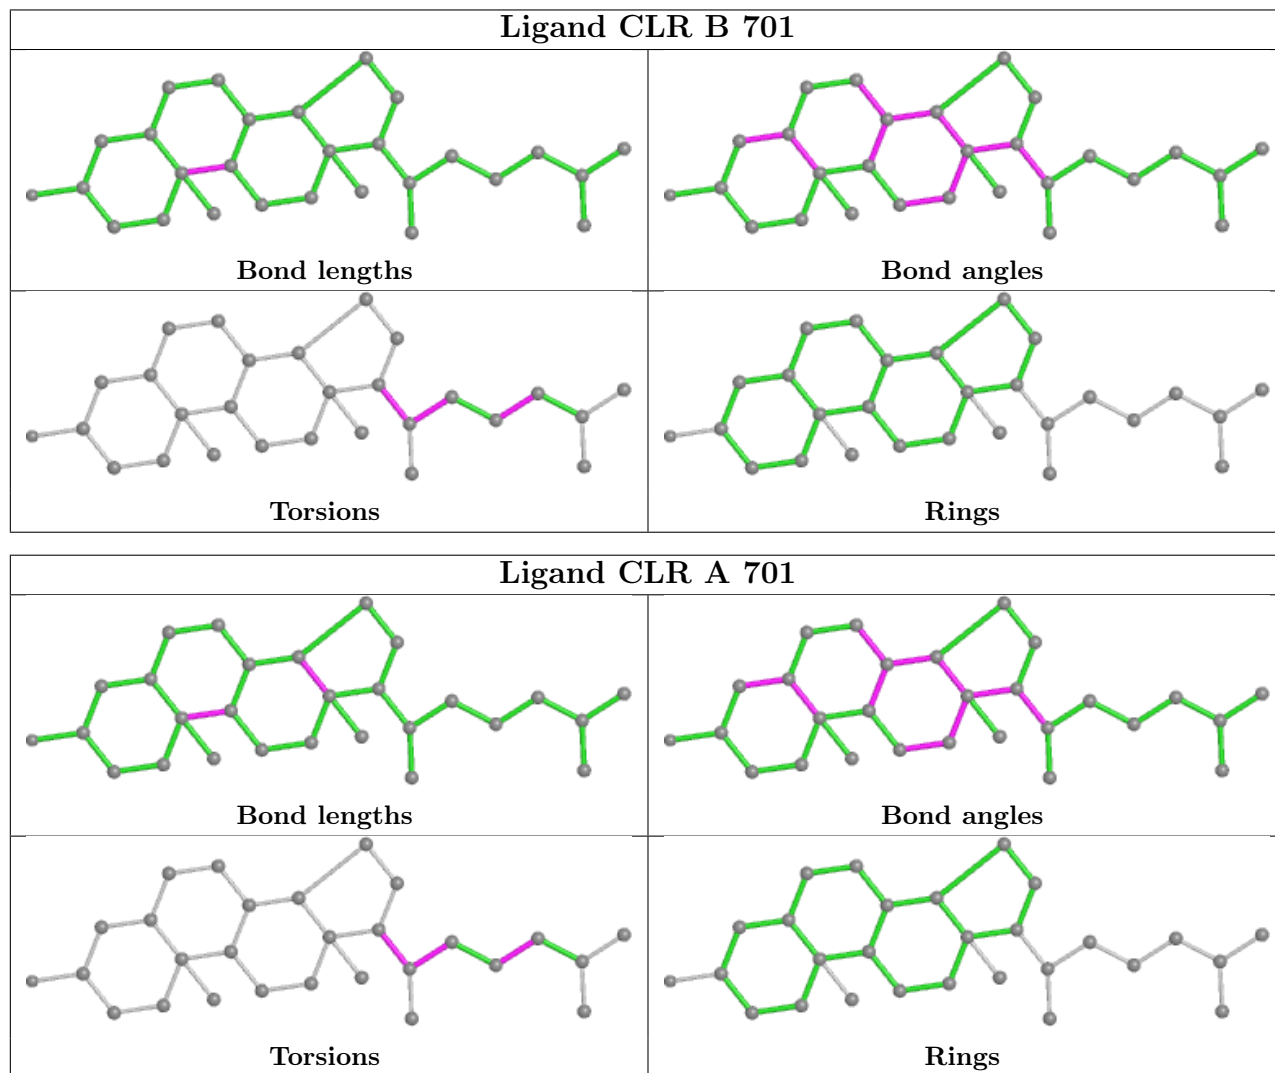 Ligand CLR B 701
Bond lengths
Bond angles
Torsions
Rings
Ligand CLR A 701
Bond lengths
Bond angles
Torsions
Rings